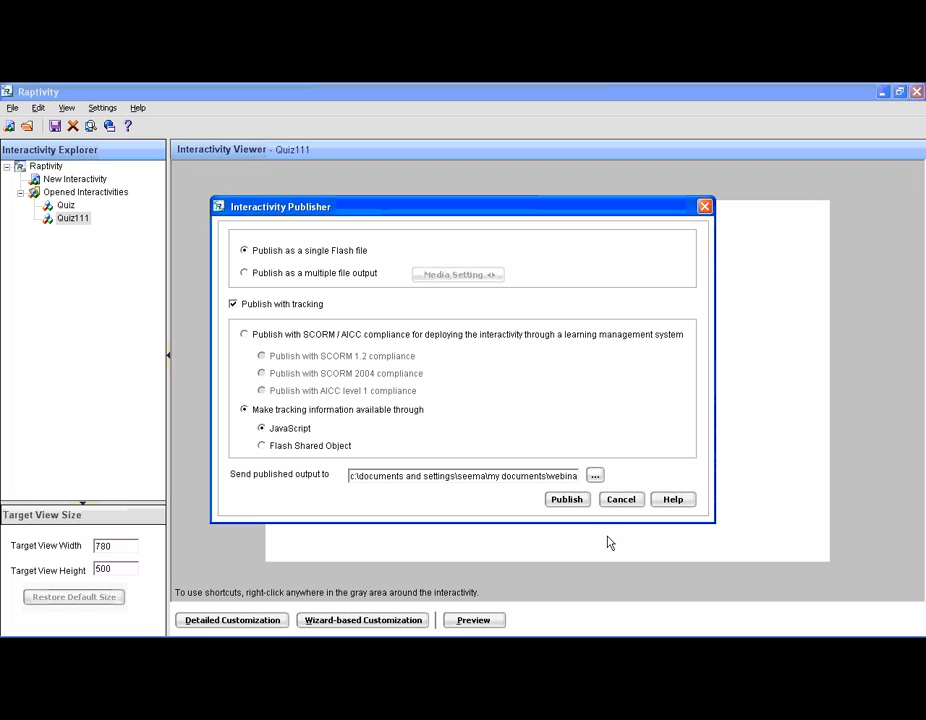 Raptivity
File Edit View Settings Help
Interactivity Explorer
Interactivity Viewer - Quiz111
Raptivity
New Interactivity
Opened Interactivities
Quiz
Quiz111
Interactivity Publisher
Publish as a single Flash file
Publish as a multiple file output
Media Setting
Publish with tracking
Publish with SCORM / AICC compliance for deploying the interactivity through a learning management system
Publish with SCORM 1.2 compliance
Publish with SCORM 2004 compliance
Publish with AICC level 1 compliance
Make tracking information available through
JavaScript
Flash Shared Object
Send published output to c:\documents and settings\seema\my documents\webina ...
Publish Cancel Help
Target View Size
Target View Width 780
Target View Height 500
Restore Default Size
To use shortcuts, right-click anywhere in the gray area around the interactivity.
Detailed Customization Wizard-based Customization Preview